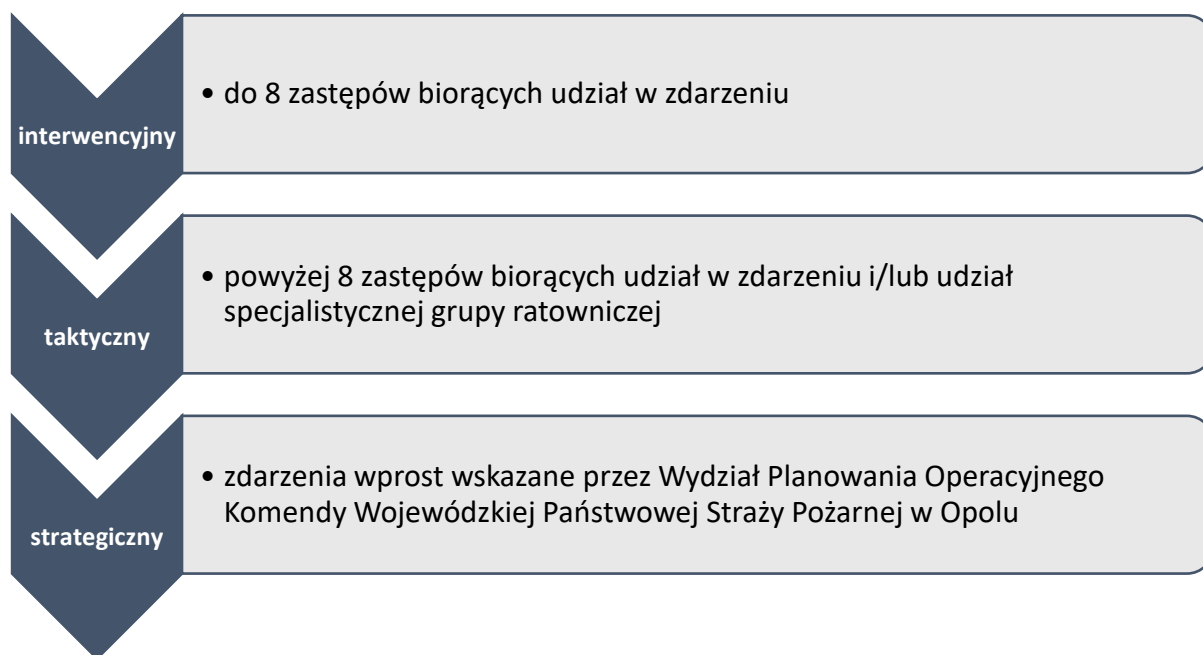 interwencyjny
• do 8 zastępów biorących udział w zdarzeniu
taktyczny
• powyżej 8 zastępów biorących udział w zdarzeniu i/lub udział
specjalistycznej grupy ratowniczej
strategiczny
• zdarzenia wprost wskazane przez Wydział Planowania Operacyjnego
Komendy Wojewódzkiej Państwowej Straży Pożarnej w Opolu